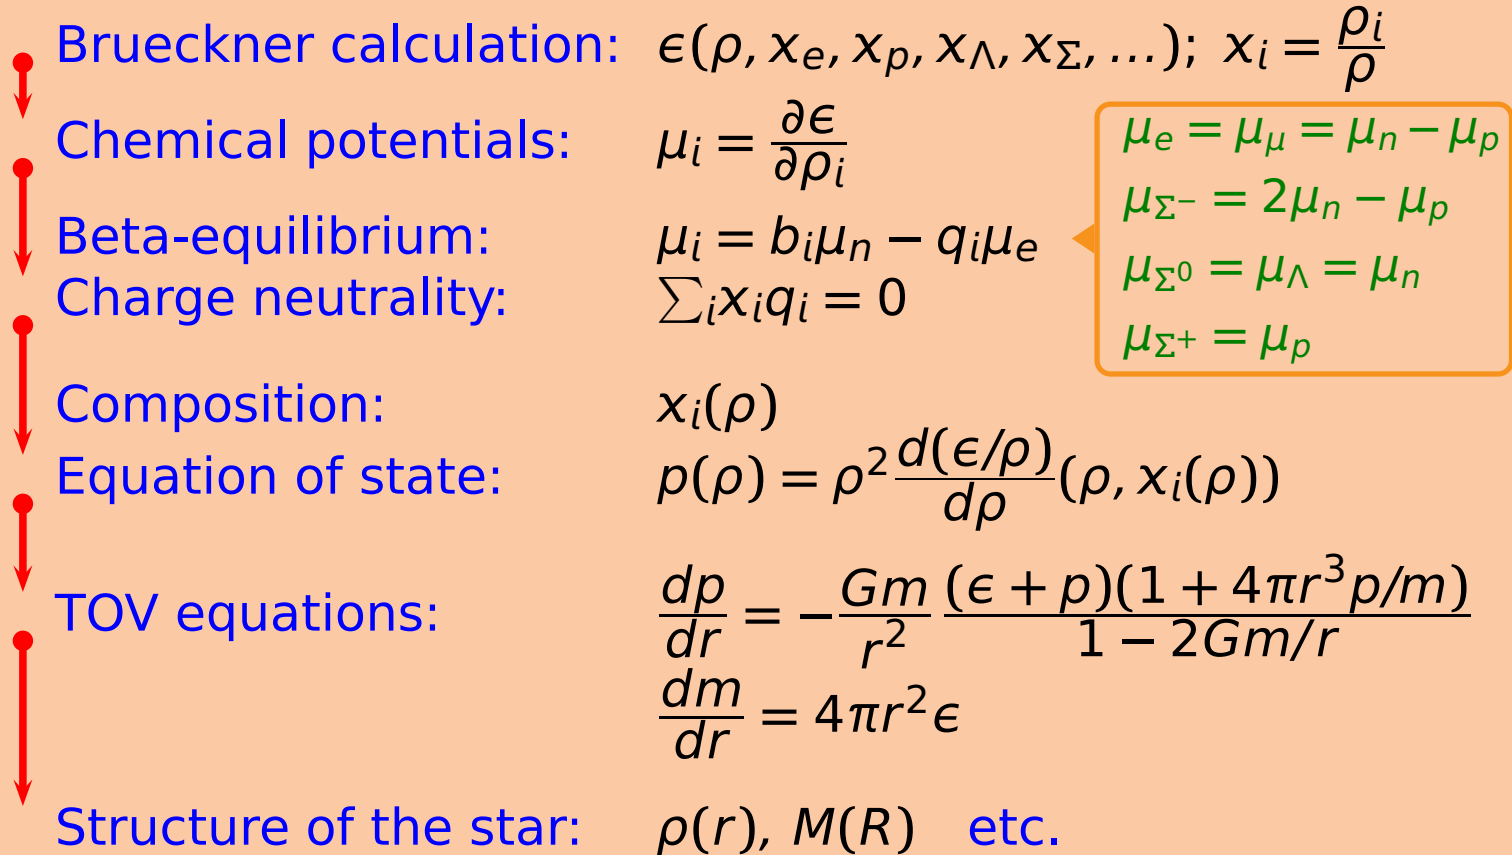 Brueckner calculation: ϵ(ρ, x_e, x_p, x_Λ, x_Σ, ...); x_i = ρ_i/ρ
Chemical potentials: μ_i = ∂ϵ/∂ρ_i
Beta-equilibrium: μ_i = b_iμ_n − q_iμ_e
Charge neutrality: ∑_i x_i q_i = 0
μ_e = μ_μ = μ_n − μ_p
μ_Σ⁻ = 2μ_n − μ_p
μ_Σ⁰ = μ_Λ = μ_n
μ_Σ⁺ = μ_p
Composition: x_i(ρ)
Equation of state: p(ρ) = ρ² d(ϵ/ρ)/dρ (ρ, x_i(ρ))
TOV equations: dp/dr = −Gm/r² (ϵ + p)(1 + 4πr³p/m)/(1 − 2Gm/r)
dm/dr = 4πr²ϵ
Structure of the star: ρ(r), M(R) etc.